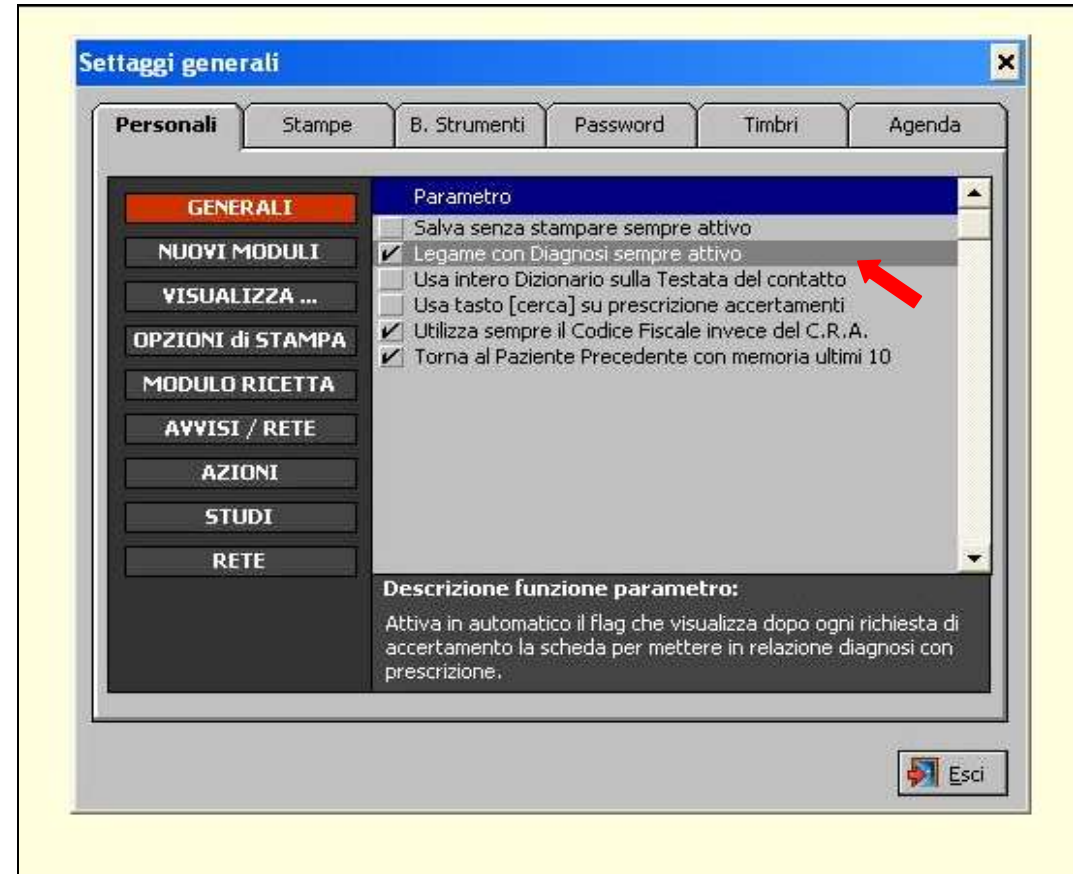 Settaggi generali
Personali
Stampe
B. Strumenti
Password
Timbri
Agenda
GENERALI
NUOVI MODULI
VISUALIZZA ...
OPZIONI di STAMPA
MODULO RICETTA
AVVISI / RETE
AZIONI
STUDI
RETE
Parametro
Salva senza stampare sempre attivo
Legame con Diagnosi sempre attivo
Usa intero Dizionario sulla Testata del contatto
Usa tasto [cerca] su prescrizione accertamenti
Utilizza sempre il Codice Fiscale invece del C.R.A.
Torna al Paziente Precedente con memoria ultimi 10
Descrizione funzione parametro:
Attiva in automatico il flag che visualizza dopo ogni richiesta di
accertamento la scheda per mettere in relazione diagnosi con
prescrizione.
Esci